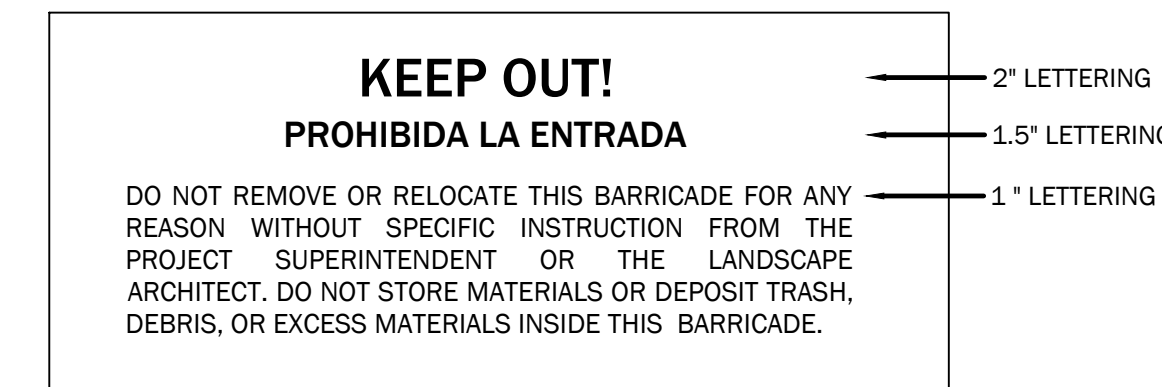 KEEP OUT!
2" LETTERING
PROHIBIDA LA ENTRADA
1.5" LETTERING
DO NOT REMOVE OR RELOCATE THIS BARRICADE FOR ANY
1 " LETTERING
REASON WITHOUT SPECIFIC INSTRUCTION FROM THE
PROJECT SUPERINTENDENT OR THE LANDSCAPE
ARCHITECT. DO NOT STORE MATERIALS OR DEPOSIT TRASH,
DEBRIS, OR EXCESS MATERIALS INSIDE THIS BARRICADE.